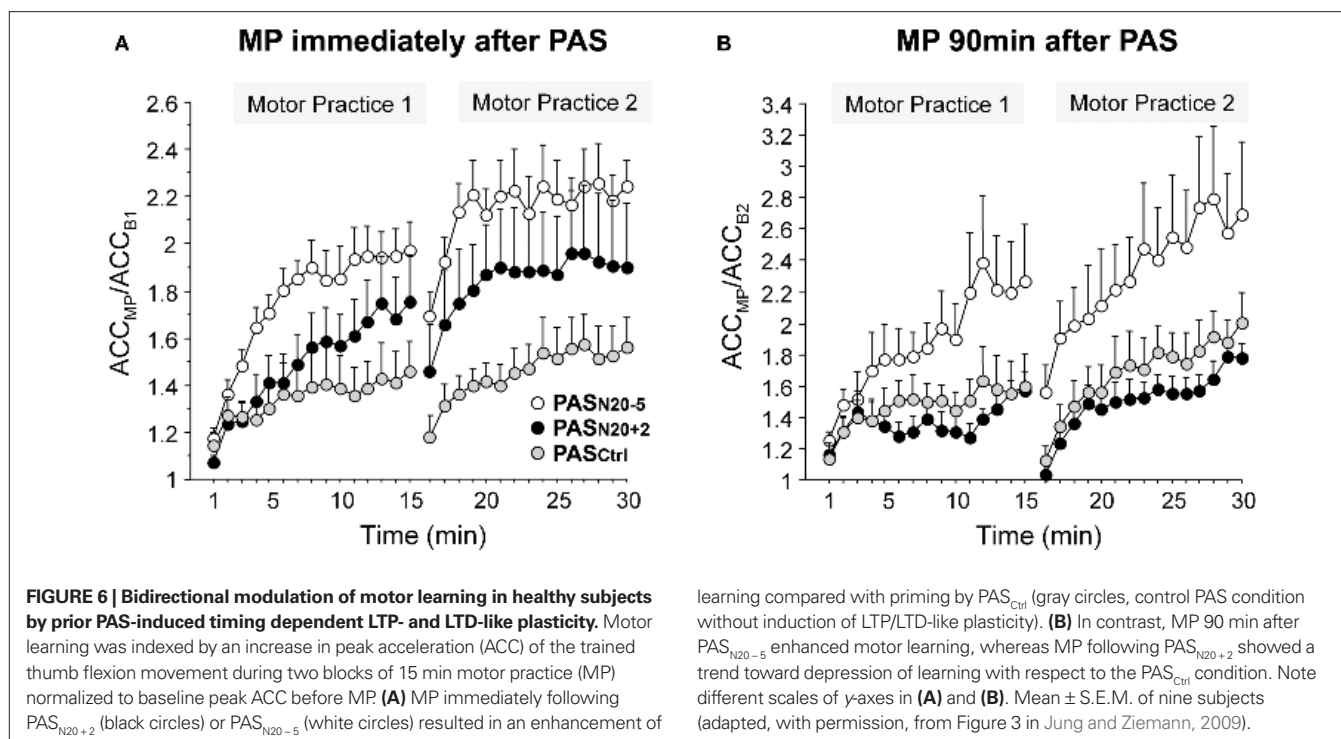 A MP immediately after PAS
Motor Practice 1
Motor Practice 2
ACC_MP/ACC_B1
2.6
2.4
2.2
2
1.8
1.6
1.4
1.2
1
PASN20-5
PASN20+2
PASCtrl
1 5 10 15 20 25 30
Time (min)
B MP 90min after PAS
Motor Practice 1
Motor Practice 2
ACC_MP/ACC_B2
3.4
3.2
3
2.8
2.6
2.4
2.2
2
1.8
1.6
1.4
1.2
1
1 5 10 15 20 25 30
Time (min)
FIGURE 6 | Bidirectional modulation of motor learning in healthy subjects
by prior PAS-induced timing dependent LTP- and LTD-like plasticity. Motor
learning was indexed by an increase in peak acceleration (ACC) of the trained
thumb flexion movement during two blocks of 15 min motor practice (MP)
normalized to baseline peak ACC before MP. (A) MP immediately following
PAS_N20+2 (black circles) or PAS_N20−5 (white circles) resulted in an enhancement of
learning compared with priming by PAS_Ctrl (gray circles, control PAS condition
without induction of LTP/LTD-like plasticity). (B) In contrast, MP 90 min after
PAS_N20−5 enhanced motor learning, whereas MP following PAS_N20+2 showed a
trend toward depression of learning with respect to the PAS_Ctrl condition. Note
different scales of y-axes in (A) and (B). Mean ± S.E.M. of nine subjects
(adapted, with permission, from Figure 3 in Jung and Ziemann, 2009).